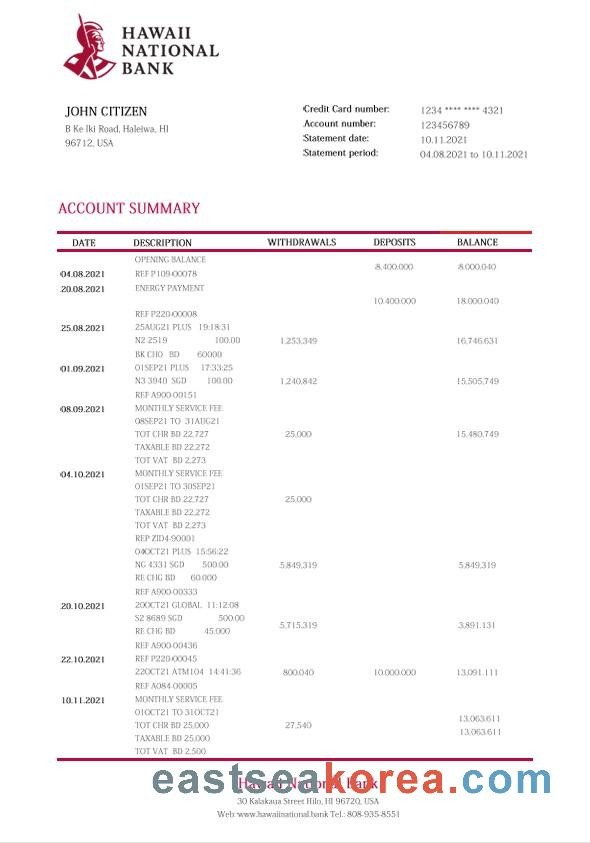 HAWAII
NATIONAL
BANK
JOHN CITIZEN
B Ke Iki Road, Haleiwa, HI
96712, USA
Credit Card number: 1234 **** **** 4321
Account number: 123456789
Statement date: 10.11.2021
Statement period: 04.08.2021 to 10.11.2021
ACCOUNT SUMMARY
DATE DESCRIPTION WITHDRAWALS DEPOSITS BALANCE
OPENING BALANCE
8,400.000 8.000.040
04.08.2021 REF P109-00078
20.08.2021 ENERGY PAYMENT
10.400.000 18.000.040
REF P220-00008
25.08.2021 25AUG21 PLUS 19:18:31
N2 2519 100.00 1,253,349 16,746.631
BK CHO BD 60000
01.09.2021 01SEP21 PLUS 17:33:25
N3 3940 SGD 100.00 1,240,842 15,505,749
REF A900-00151
08.09.2021 MONTHLY SERVICE FEE
08SEP21 TO 31AUG21
TOT CHR BD 22,727 25,000 15,480,749
TAXABLE BD 22,272
TOT VAT BD 2,273
04.10.2021 MONTHLY SERVICE FEE
01SEP21 TO 30SEP21
TOT CHR BD 22,727 25,000
TAXABLE BD 22,272
TOT VAT BD 2,273
REP ZID4-90001
04OCT21 PLUS 15:56:22
NG 4331 SGD 500.00 5,849,319 5,849,319
RE CHG BD 60.000
REF A900-00333
20.10.2021 20OCT21 GLOBAL 11:12:08
S2 8689 SGD 500.00
5,715,319 3,891.131
RE CHG BD 45.000
REF A900-00436
22.10.2021 REF P220-00045
22OCT21 ATM104 14:41:36 800.040 10.000.000 13,091.111
REF A084-00005
10.11.2021 MONTHLY SERVICE FEE
01OCT21 TO 31OCT21
13,063.611
TOT CHR BD 25,000 27,540
13,063.611
TAXABLE BD 25,000
TOT VAT BD 2,500
Hawaii National Bank
eastseakorea.com
30 Kalakaua Street Hilo, HI 96720, USA
Web: www.hawaiinational.bank Tel.: 808-935-8551